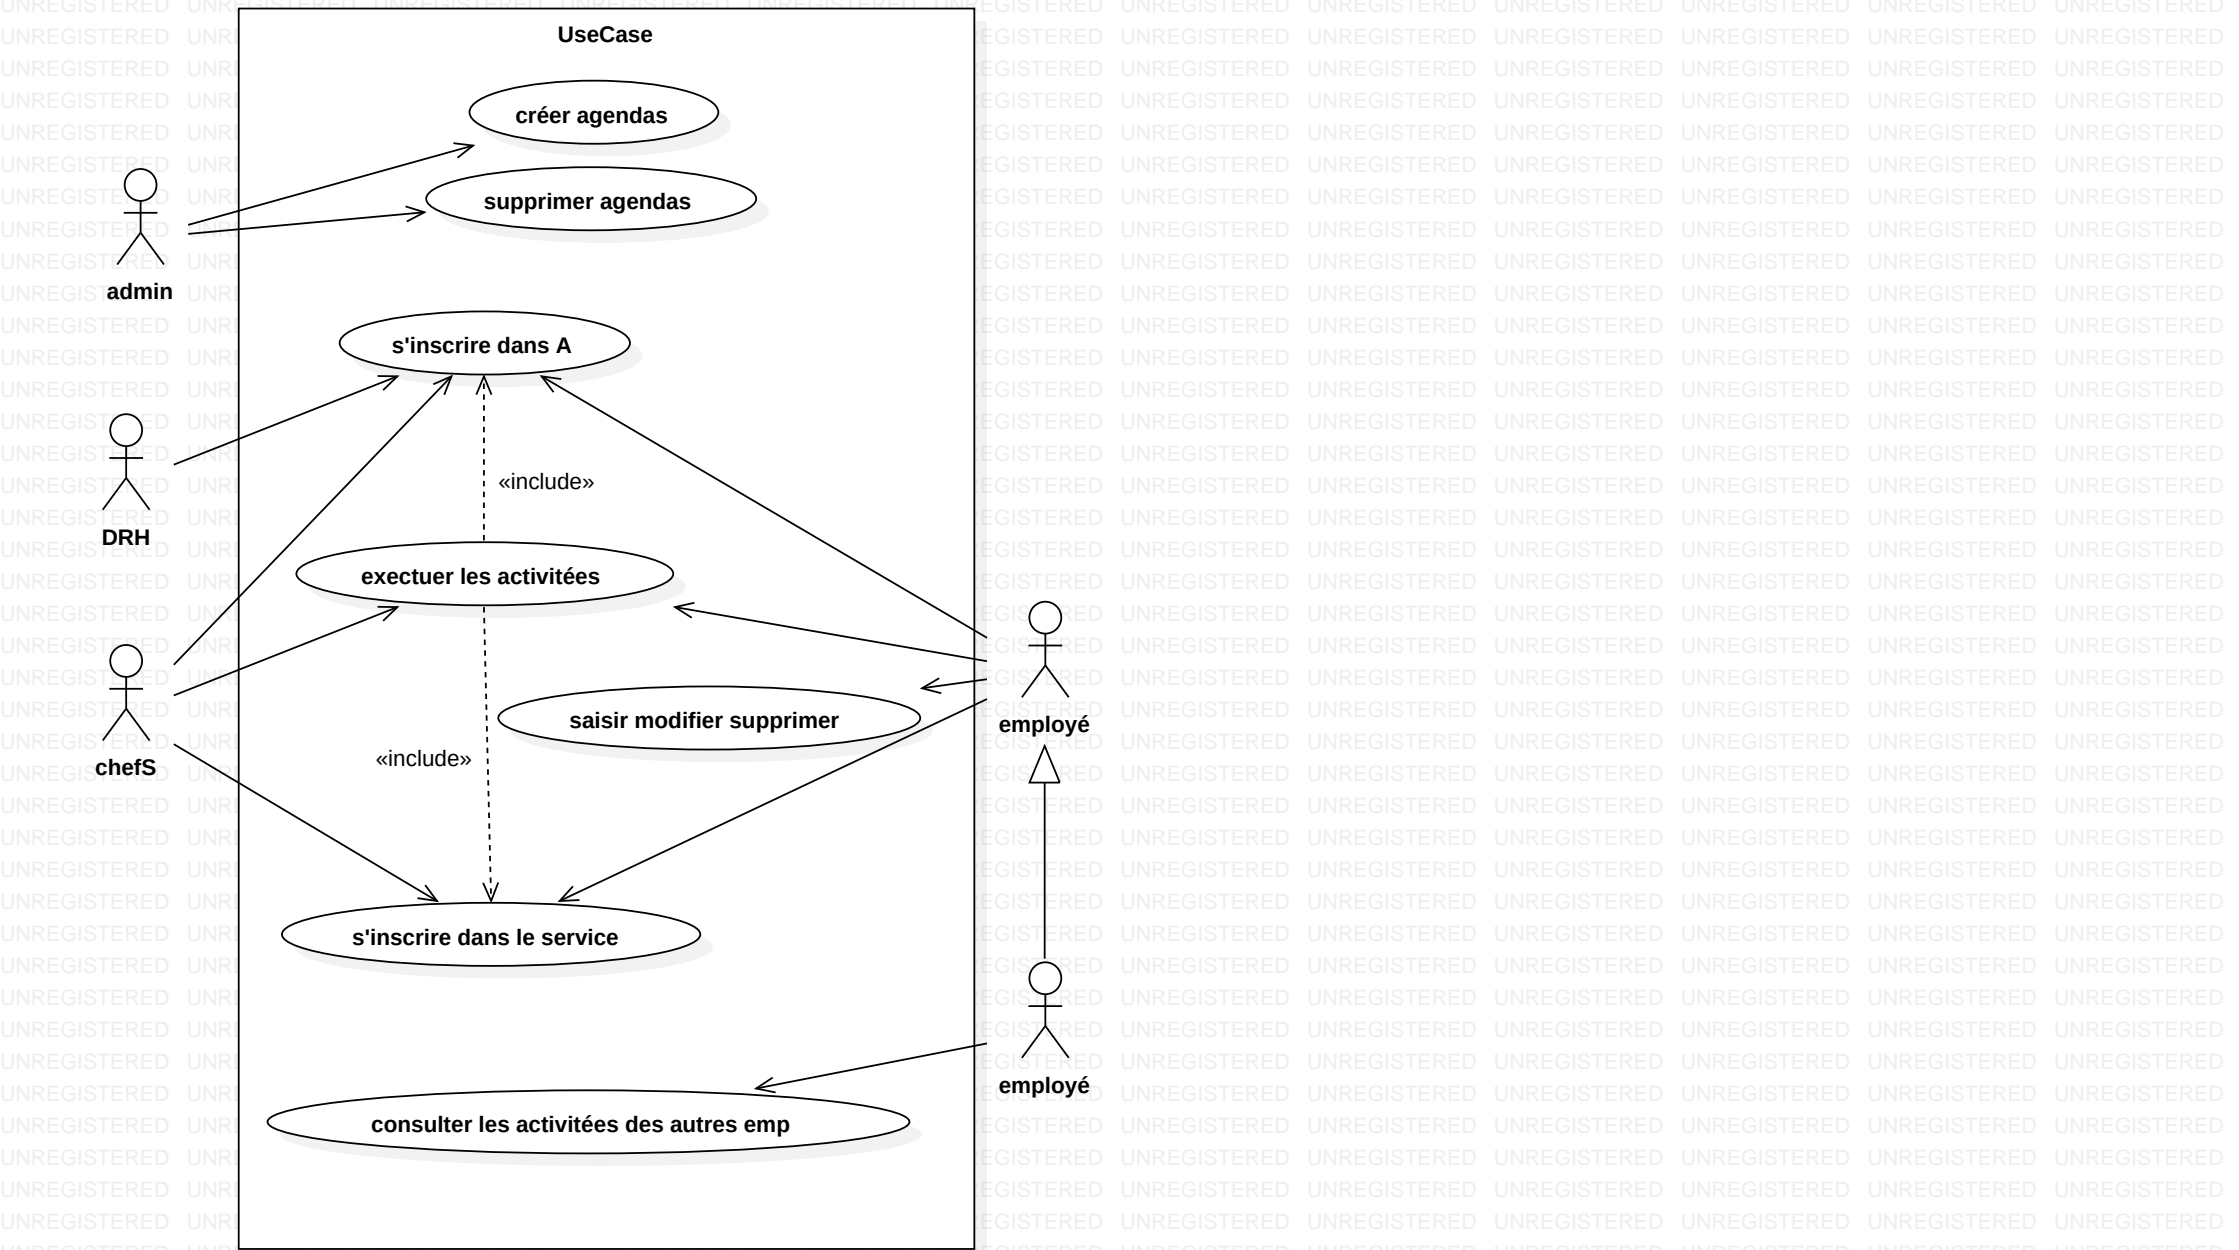 UseCase
créer agendas
supprimer agendas
admin
s'inscrire dans A
«include»
DRH
exectuer les activitées
saisir modifier supprimer
employé
«include»
chefS
s'inscrire dans le service
employé
consulter les activitées des autres emp
UNREGISTERED